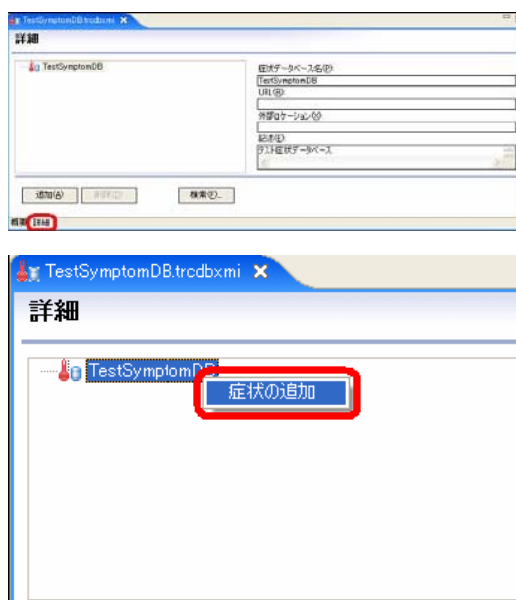 TestSymptomDB.trcdbxmi
詳細
TestSymptomDB
症状データベース名(P):
TestSymptomDB
URL(R):
外部ロケーション(X):
記述(E):
テスト症状データベース
追加(A)
検索(F)...
概要 詳細
TestSymptomDB.trcdbxmi
詳細
TestSymptomDB
症状の追加